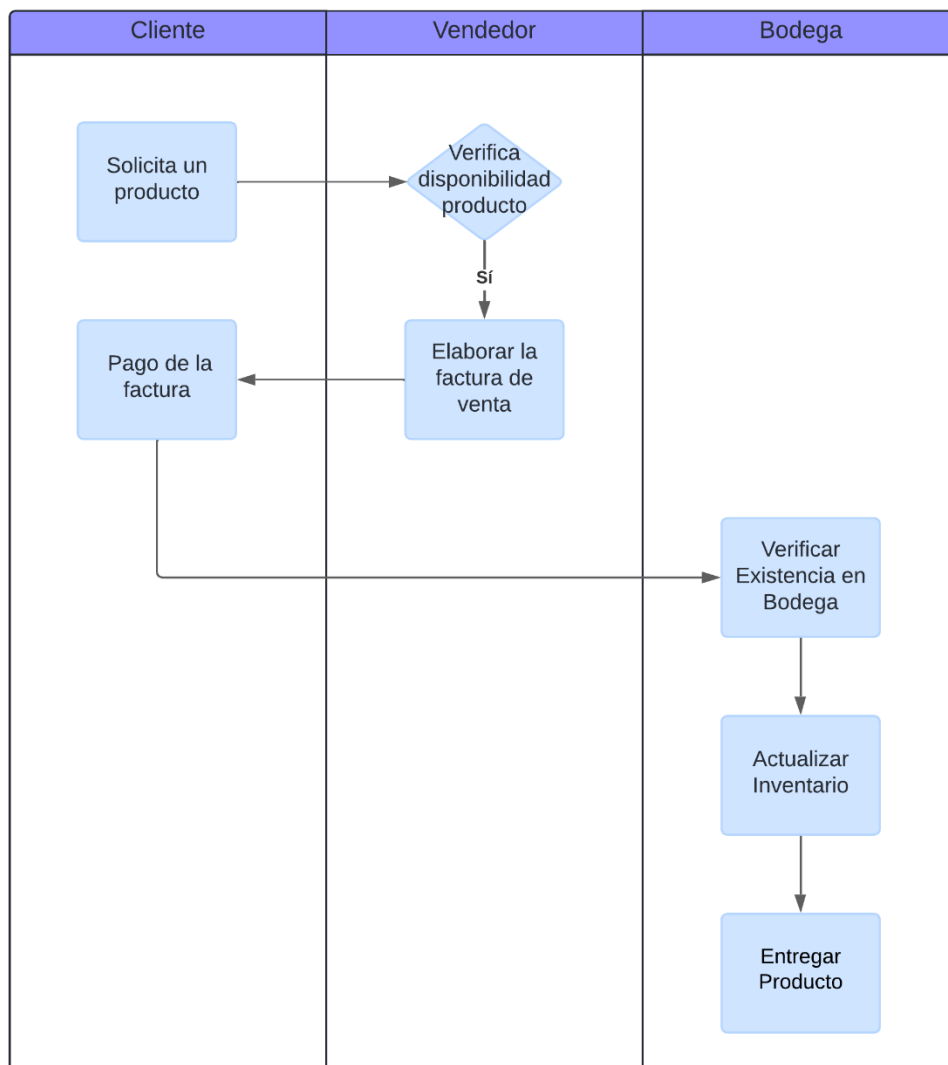 Cliente
Vendedor
Bodega
Solicita un
producto
Verifica
disponibilidad
producto
Sí
Pago de la
factura
Elaborar la
factura de
venta
Verificar
Existencia en
Bodega
Actualizar
Inventario
Entregar
Producto